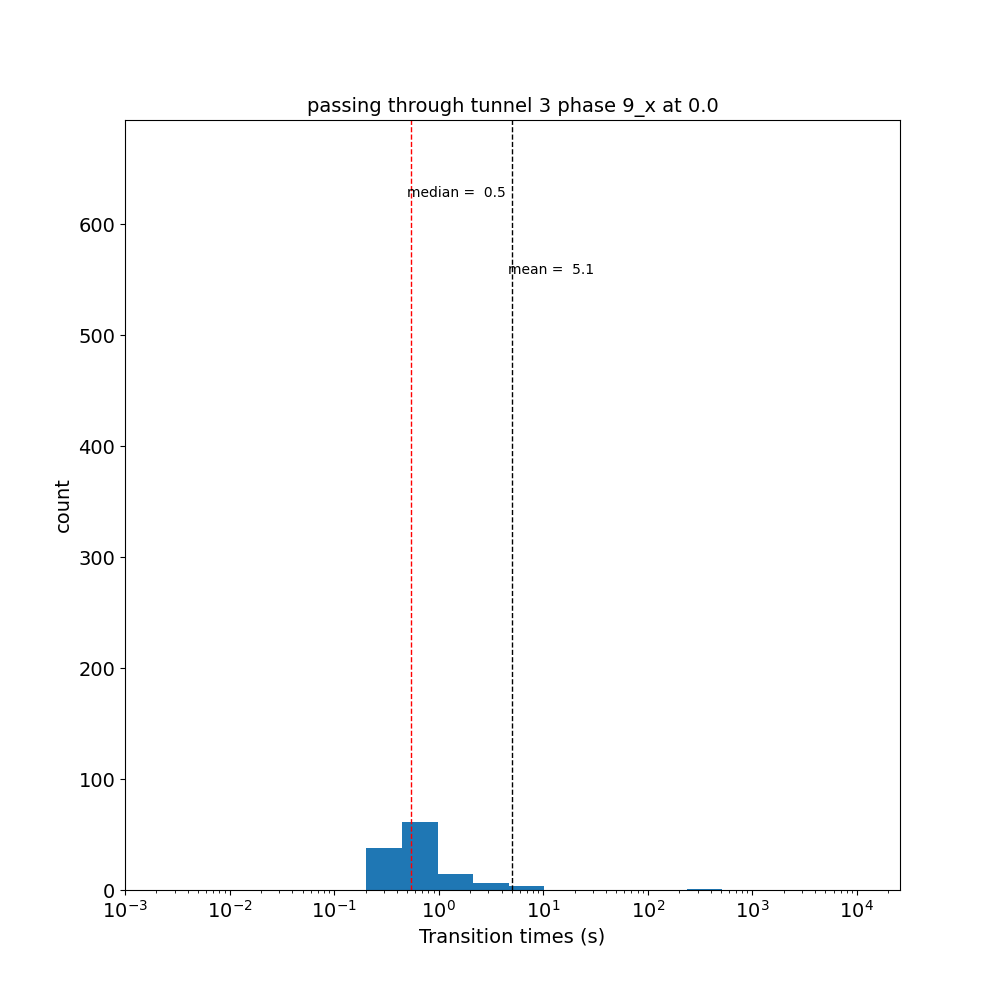 passing through tunnel 3 phase 9_x at 0.0
median =  0.5
mean =  5.1
600
500
400
300
200
100
0
count
10⁻³ 10⁻² 10⁻¹ 10⁰ 10¹ 10² 10³ 10⁴
Transition times (s)